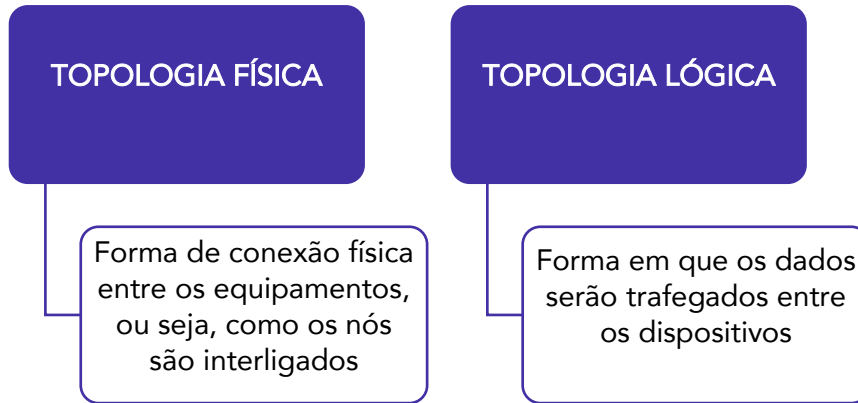 TOPOLOGIA FÍSICA
Forma de conexão física
entre os equipamentos,
ou seja, como os nós
são interligados
TOPOLOGIA LÓGICA
Forma em que os dados
serão trafegados entre
os dispositivos